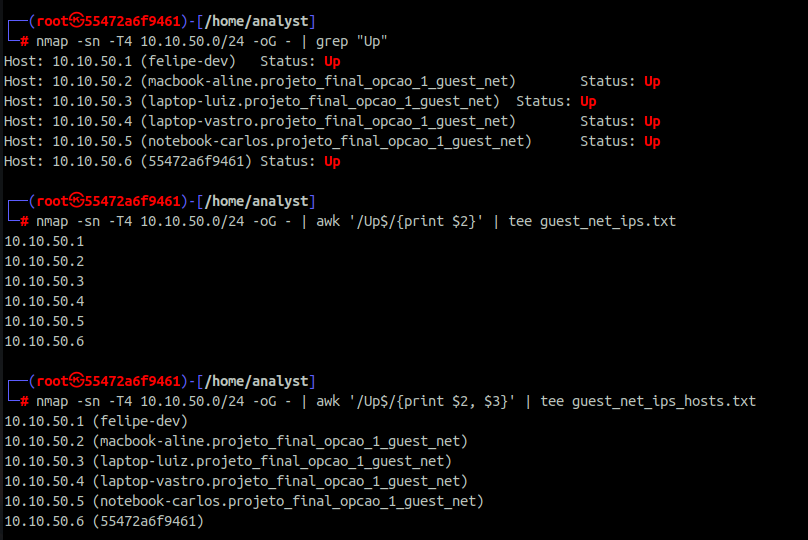 ┌──(root㉿55472a6f9461)-[/home/analyst]
└─# nmap -sn -T4 10.10.50.0/24 -oG - | grep "Up"
Host: 10.10.50.1 (felipe-dev)   Status: Up
Host: 10.10.50.2 (macbook-aline.projeto_final_opcao_1_guest_net)        Status: Up
Host: 10.10.50.3 (laptop-luiz.projeto_final_opcao_1_guest_net)  Status: Up
Host: 10.10.50.4 (laptop-vastro.projeto_final_opcao_1_guest_net)        Status: Up
Host: 10.10.50.5 (notebook-carlos.projeto_final_opcao_1_guest_net)      Status: Up
Host: 10.10.50.6 (55472a6f9461) Status: Up
┌──(root㉿55472a6f9461)-[/home/analyst]
└─# nmap -sn -T4 10.10.50.0/24 -oG - | awk '/Up$/{print $2}' | tee guest_net_ips.txt
10.10.50.1
10.10.50.2
10.10.50.3
10.10.50.4
10.10.50.5
10.10.50.6
┌──(root㉿55472a6f9461)-[/home/analyst]
└─# nmap -sn -T4 10.10.50.0/24 -oG - | awk '/Up$/{print $2, $3}' | tee guest_net_ips_hosts.txt
10.10.50.1 (felipe-dev)
10.10.50.2 (macbook-aline.projeto_final_opcao_1_guest_net)
10.10.50.3 (laptop-luiz.projeto_final_opcao_1_guest_net)
10.10.50.4 (laptop-vastro.projeto_final_opcao_1_guest_net)
10.10.50.5 (notebook-carlos.projeto_final_opcao_1_guest_net)
10.10.50.6 (55472a6f9461)